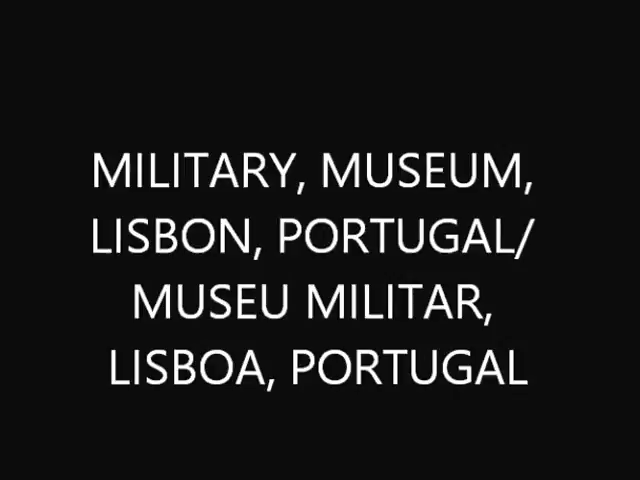 MILITARY, MUSEUM,
LISBON, PORTUGAL/
MUSEU MILITAR,
LISBOA, PORTUGAL